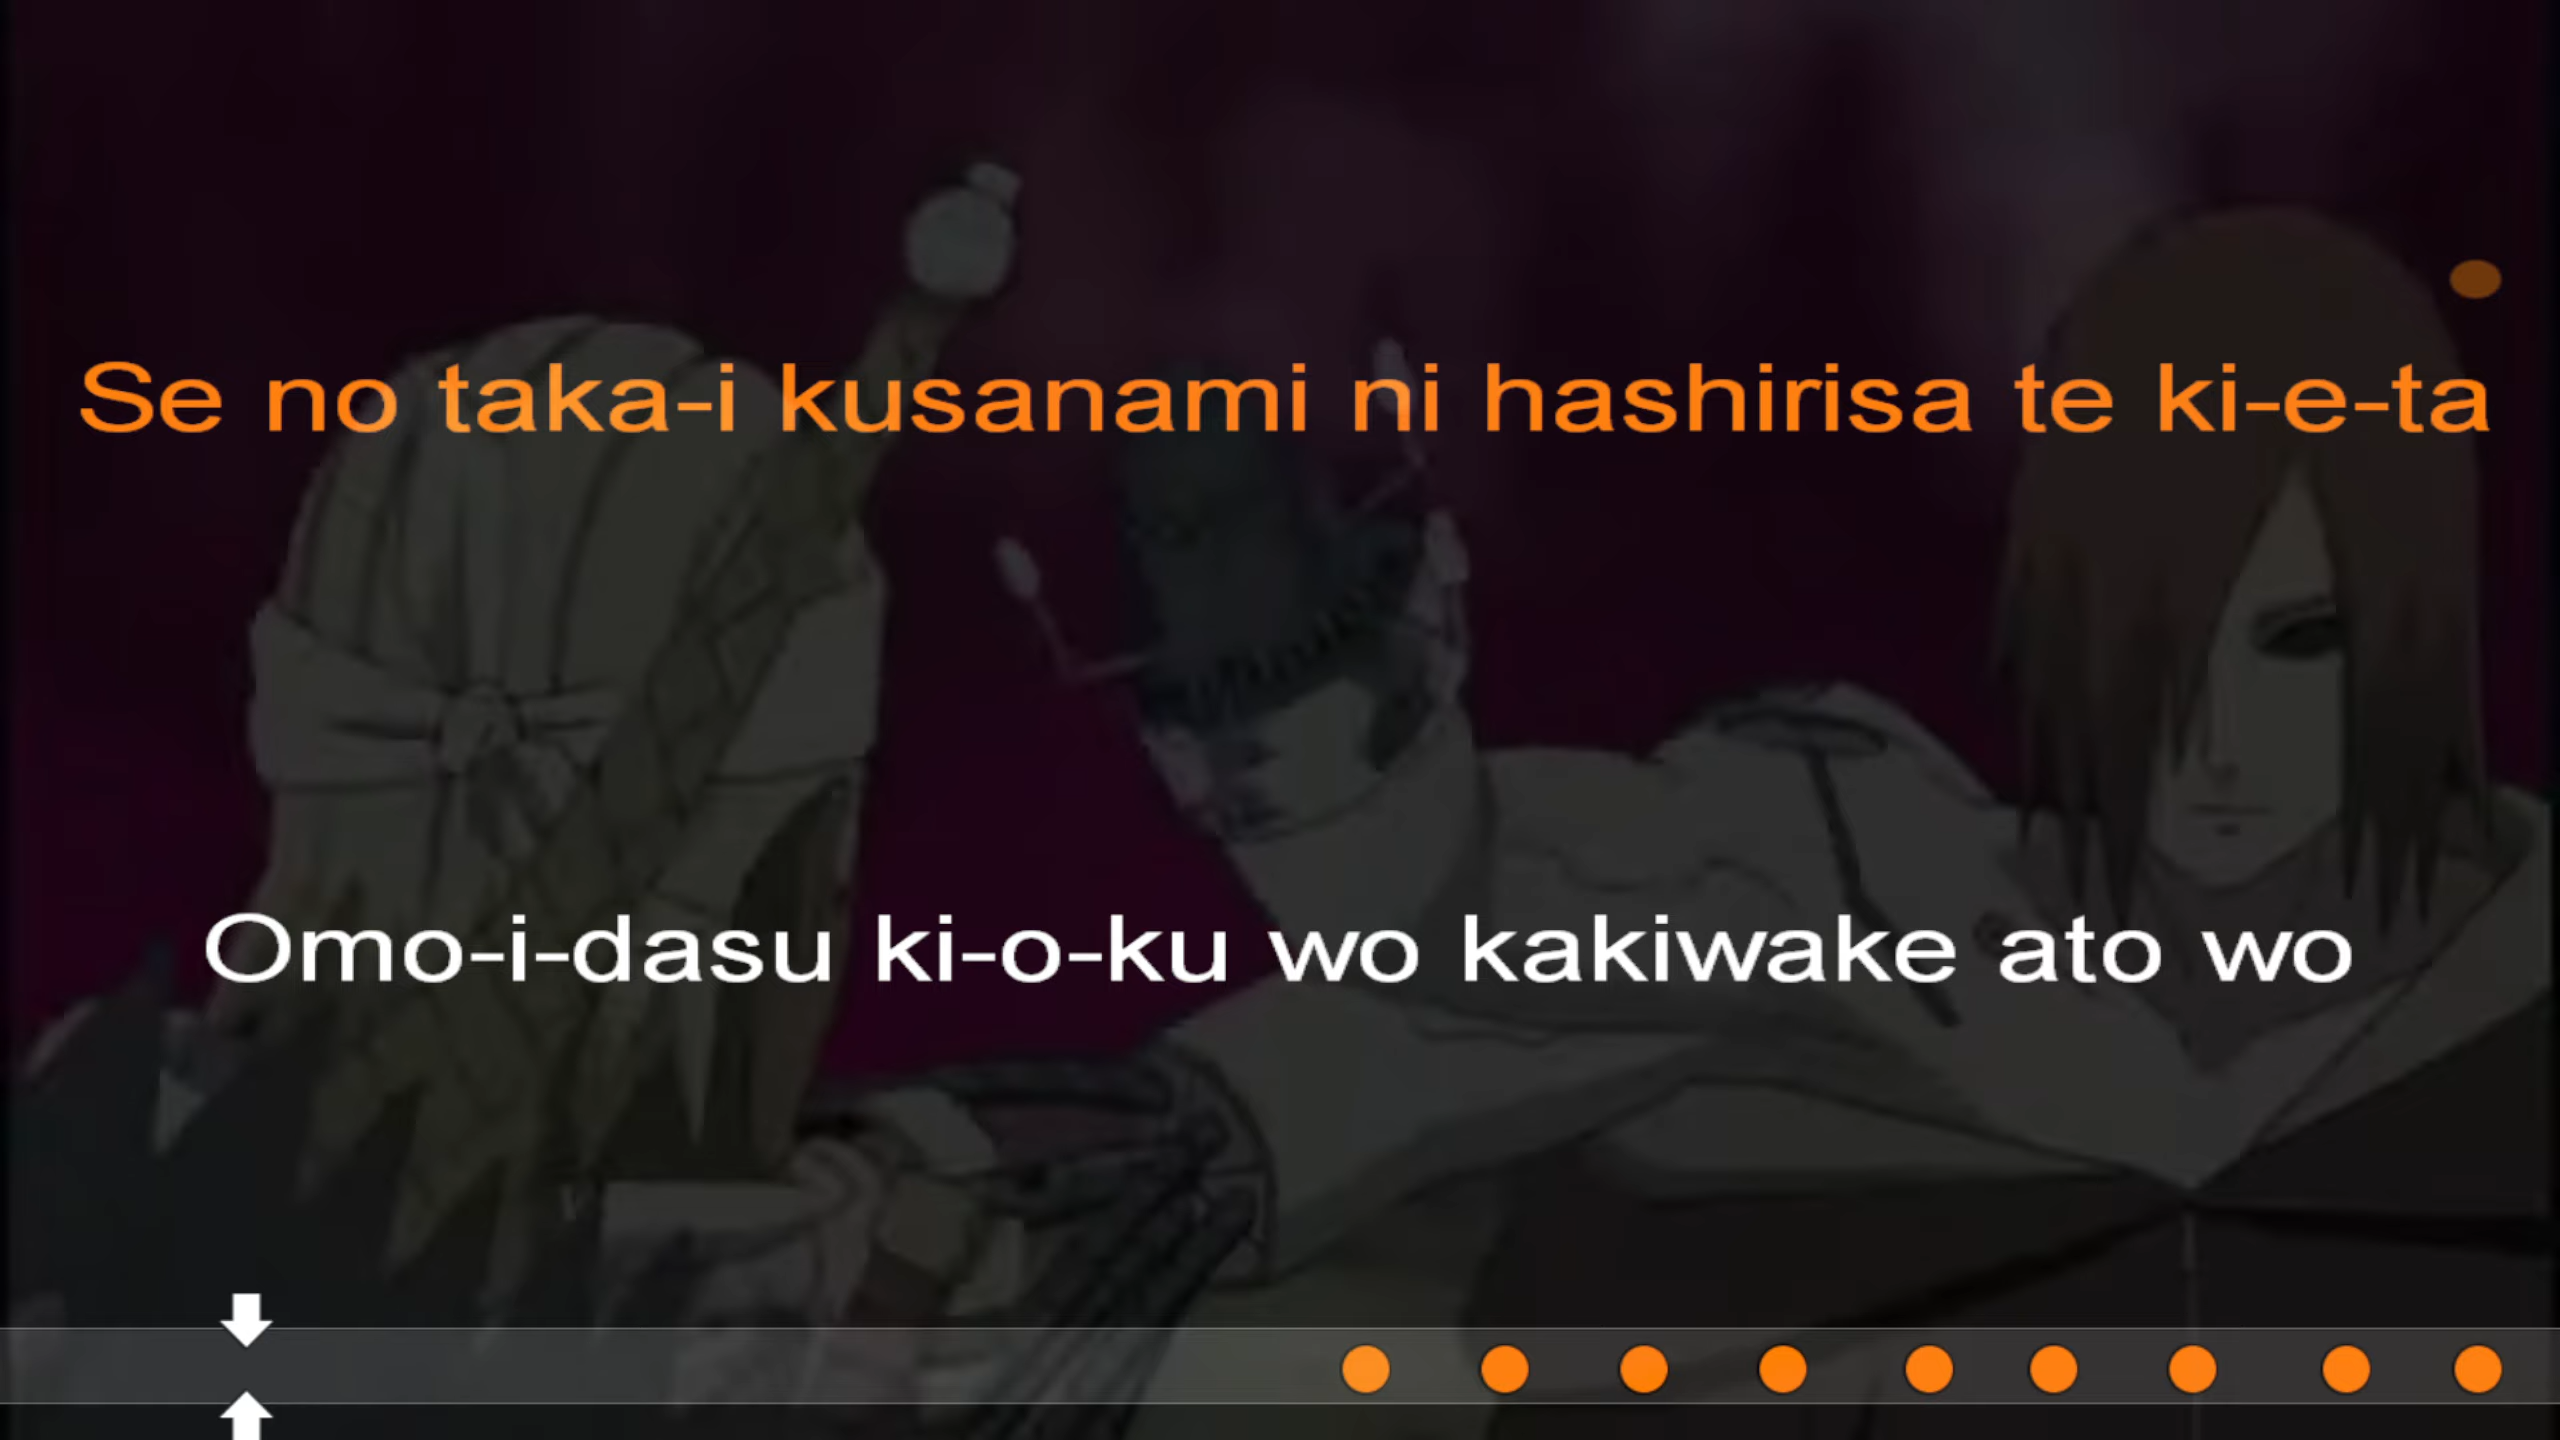 Se no taka-i kusanami ni hashirisa te ki-e-ta
Omo-i-dasu ki-o-ku wo kakiwake ato wo